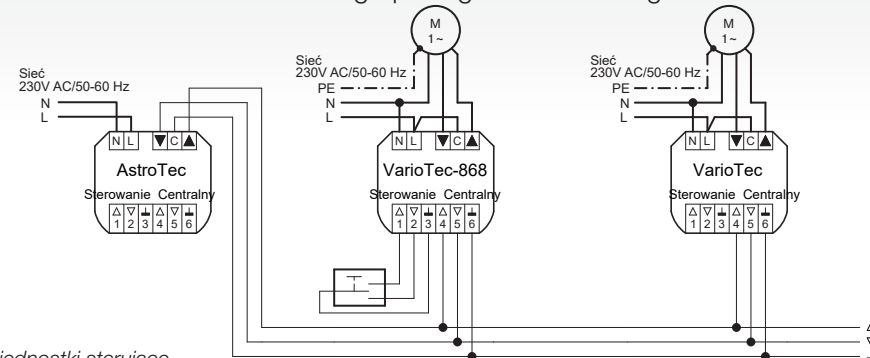 M
1~
M
1~
Sieć
230V AC/50-60 Hz
N
L
Sieć
230V AC/50-60 Hz
PE
N
L
Sieć
230V AC/50-60 Hz
PE
N
L
N L ▼ C ▲
N L ▼ C ▲
N L ▼ C ▲
AstroTec
VarioTec-868
VarioTec
Sterowanie Centralny
Sterowanie Centralny
Sterowanie Centralny
1 2 3 4 5 6
1 2 3 4 5 6
1 2 3 4 5 6